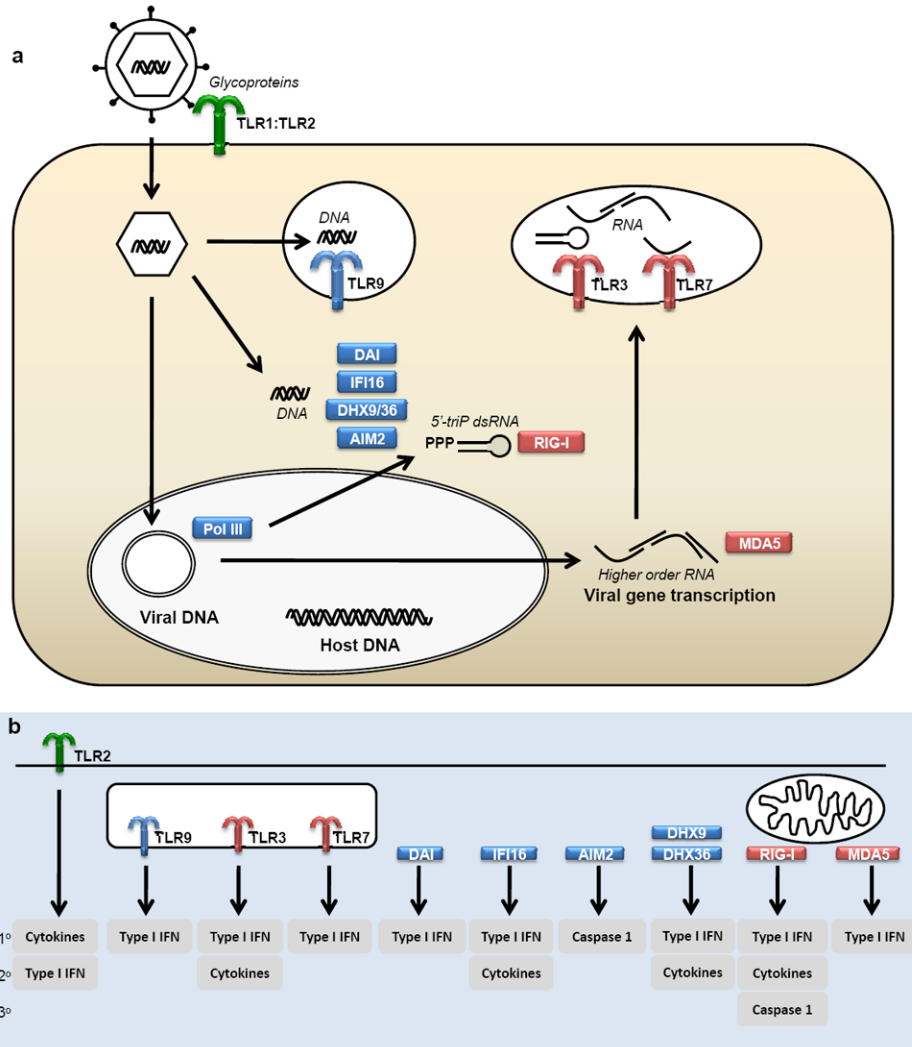 a
Glycoproteins
TLR1:TLR2
DNA
TLR9
RNA
TLR3
TLR7
DAI
IFI16
DHX9/36
AIM2
DNA
5'-triP dsRNA
PPP
RIG-I
Pol III
MDA5
Higher order RNA
Viral gene transcription
Viral DNA
Host DNA
b
TLR2
TLR9 TLR3 TLR7
DHX9
DAI IFI16 AIM2 DHX36 RIG-I MDA5
1º Cytokines Type I IFN Type I IFN Type I IFN Type I IFN Type I IFN Caspase 1 Type I IFN Type I IFN Type I IFN
2º Type I IFN Cytokines Cytokines Cytokines Cytokines
3º Caspase 1